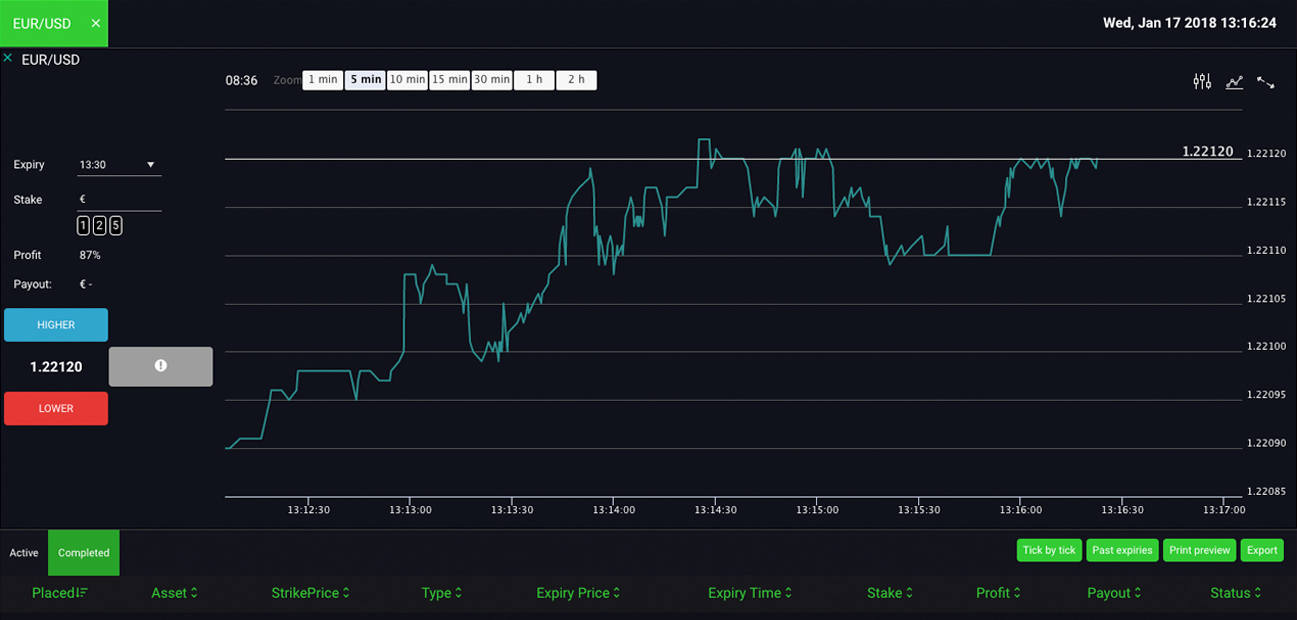 EUR/USD ×
Wed, Jan 17 2018 13:16:24
× EUR/USD
08:36 Zoom 1 min 5 min 10 min 15 min 30 min 1 h 2 h
Expiry 13:30
Stake €
1 2 5
Profit 87%
Payout: € -
HIGHER
1.22120
LOWER
1.22120
1.22120
1.22115
1.22110
1.22105
1.22100
1.22095
1.22090
1.22085
13:12:30 13:13:00 13:13:30 13:14:00 13:14:30 13:15:00 13:15:30 13:16:00 13:16:30 13:17:00
Active Completed
Tick by tick Past expiries Print preview Export
Placed Asset StrikePrice Type Expiry Price Expiry Time Stake Profit Payout Status